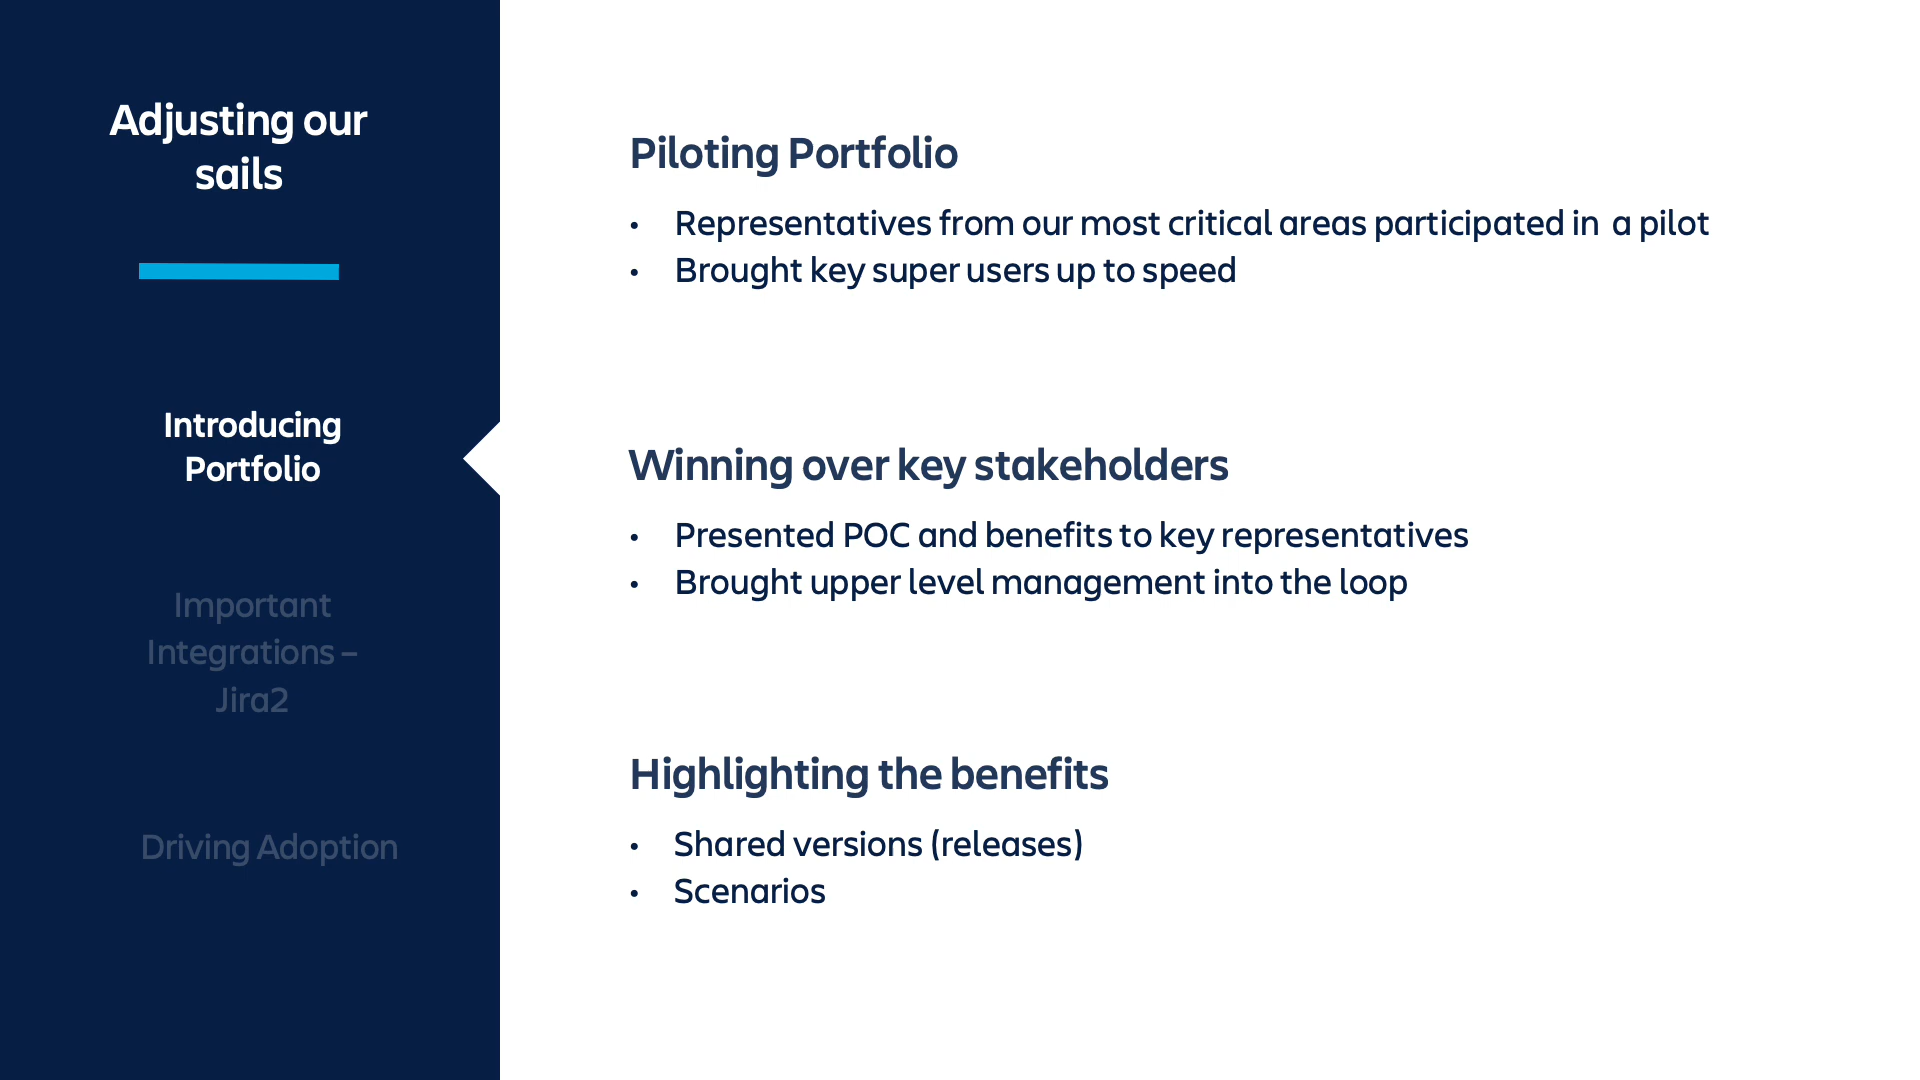 Adjusting our
sails
Introducing
Portfolio
Important
Integrations –
Jira2
Driving Adoption
Piloting Portfolio
• Representatives from our most critical areas participated in a pilot
• Brought key super users up to speed
Winning over key stakeholders
• Presented POC and benefits to key representatives
• Brought upper level management into the loop
Highlighting the benefits
• Shared versions (releases)
• Scenarios